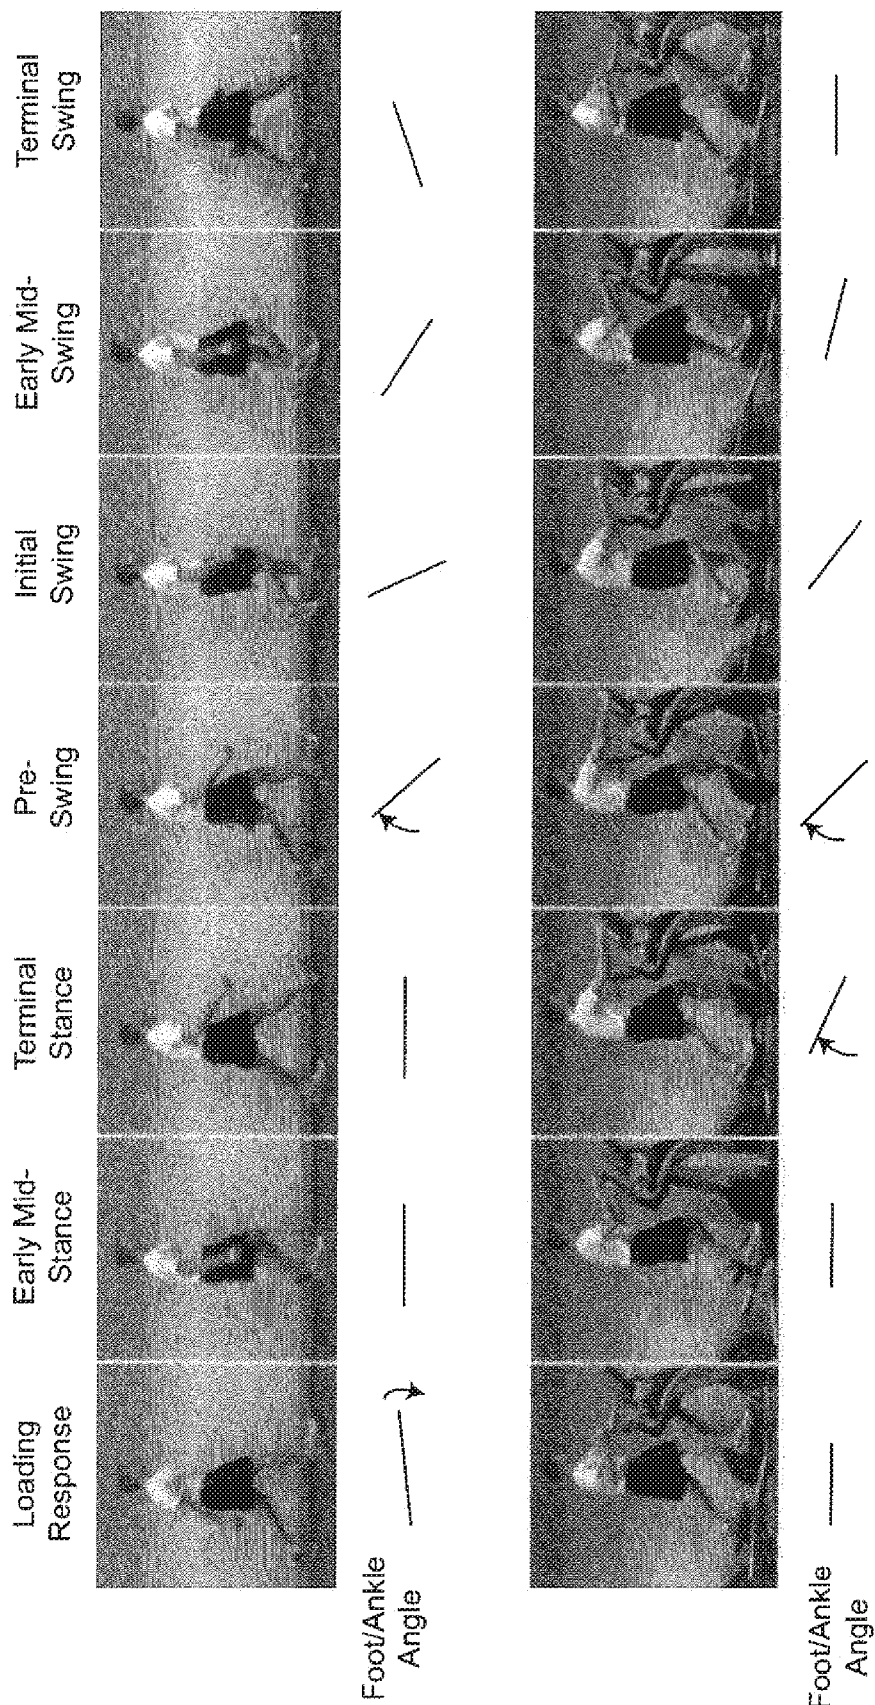 Loading
Response
Early Mid-
Stance
Terminal
Stance
Pre-
Swing
Initial
Swing
Early Mid-
Swing
Terminal
Swing
Foot/Ankle
Angle
Foot/Ankle
Angle